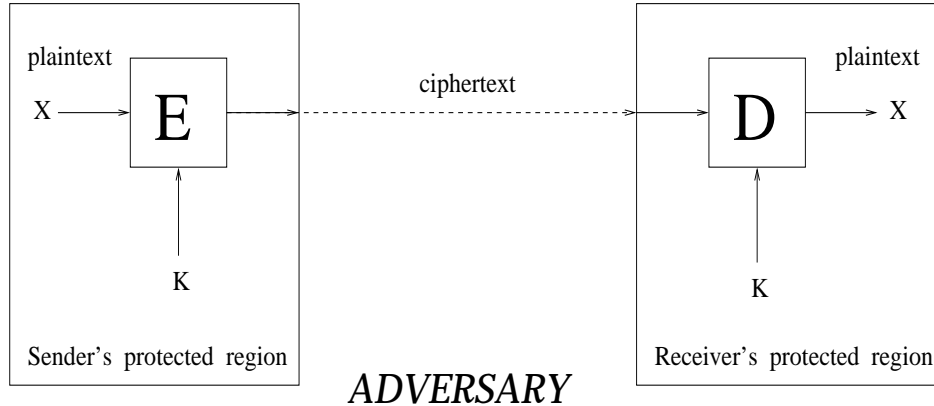 plaintext
X
E
K
Sender's protected region
ciphertext
ADVERSARY
plaintext
D
X
K
Receiver's protected region